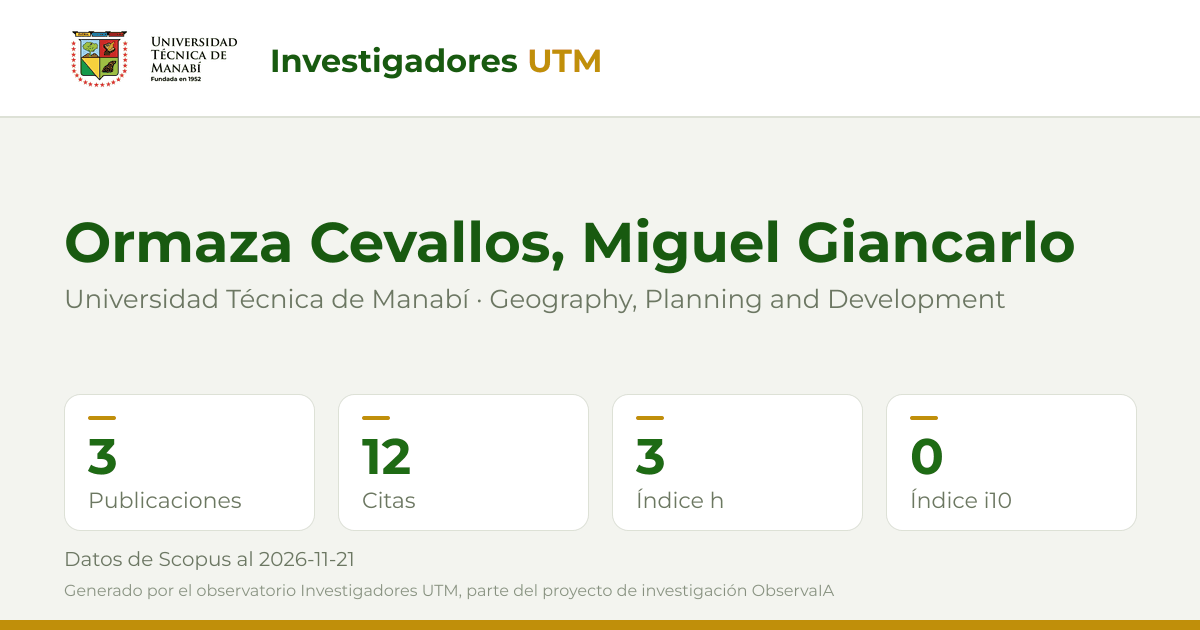 UNIVERSIDAD
TÉCNICA DE
MANABÍ
Fundada en 1952
Investigadores UTM
Ormaza Cevallos, Miguel Giancarlo
Universidad Técnica de Manabí · Geography, Planning and Development
3
Publicaciones
12
Citas
3
Índice h
0
Índice i10
Datos de Scopus al 2026-11-21
Generado por el observatorio Investigadores UTM, parte del proyecto de investigación ObservaIA